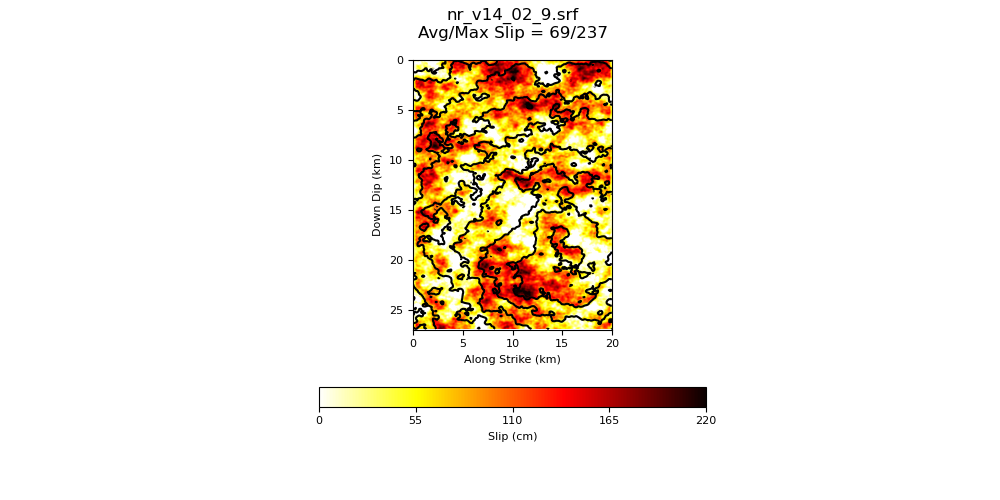 nr_v14_02_9.srf
Avg/Max Slip = 69/237
0
5
10
15
20
25
Down Dip (km)
0 5 10 15 20
Along Strike (km)
0 55 110 165 220
Slip (cm)